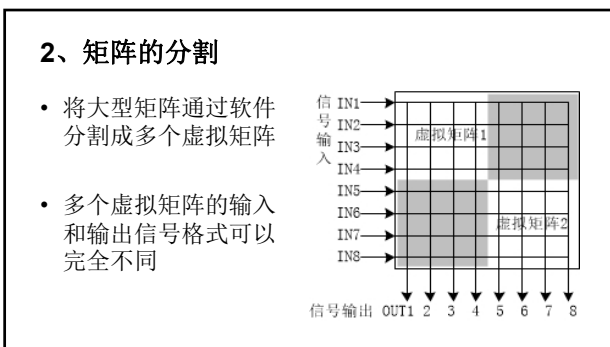 2、矩阵的分割
• 将大型矩阵通过软件
分割成多个虚拟矩阵
• 多个虚拟矩阵的输入
和输出信号格式可以
完全不同
信号输入
IN1
IN2
虚拟矩阵1
IN3
IN4
IN5
IN6
虚拟矩阵2
IN7
IN8
信号输出 OUT1 2 3 4 5 6 7 8